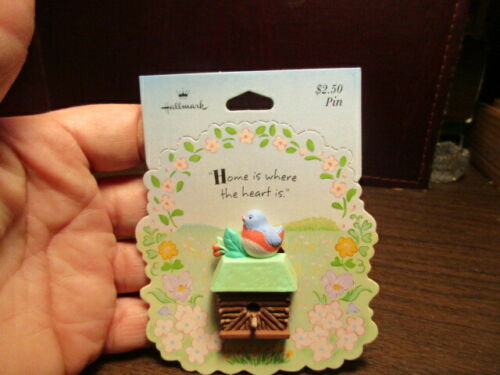 Hallmark
$2.50
Pin
"Home is where
the heart is."